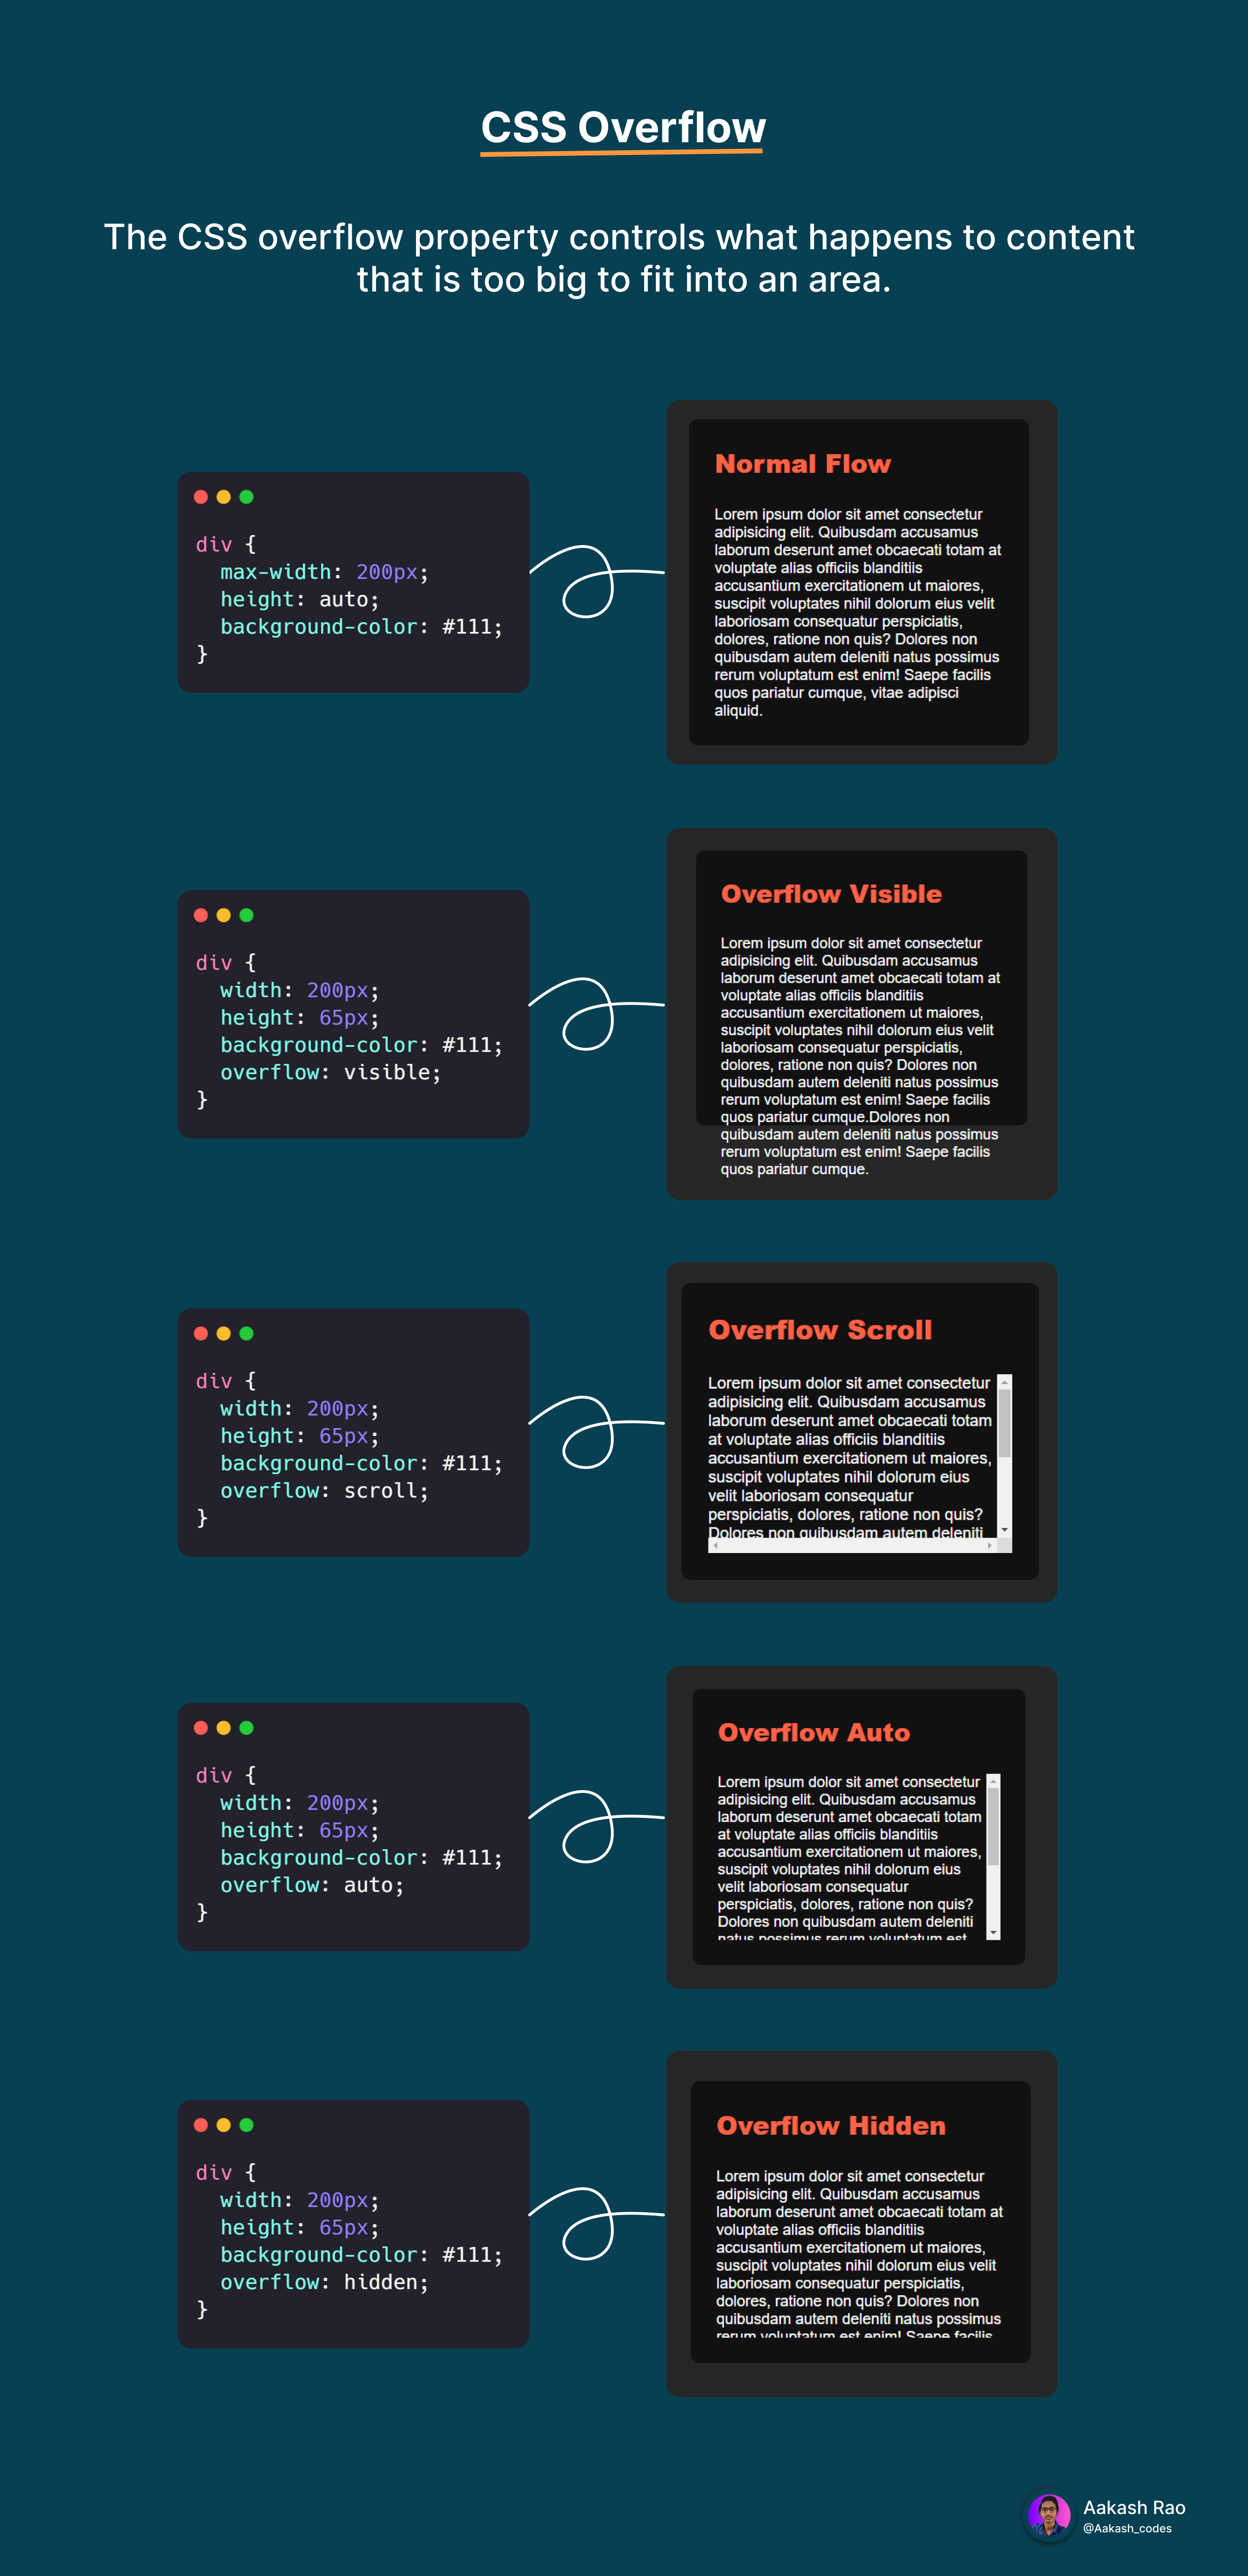 CSS Overflow
The CSS overflow property controls what happens to content
that is too big to fit into an area.
div {
max-width: 200px;
height: auto;
background-color: #111;
}
Normal Flow
Lorem ipsum dolor sit amet consectetur
adipisicing elit. Quibusdam accusamus
laborum deserunt amet obcaecati totam at
voluptate alias officiis blanditiis
accusantium exercitationem ut maiores,
suscipit voluptates nihil dolorum eius velit
laboriosam consequatur perspiciatis,
dolores, ratione non quis? Dolores non
quibusdam autem deleniti natus possimus
rerum voluptatum est enim! Saepe facilis
quos pariatur cumque, vitae adipisci
aliquid.
div {
width: 200px;
height: 65px;
background-color: #111;
overflow: visible;
}
Overflow Visible
Lorem ipsum dolor sit amet consectetur
adipisicing elit. Quibusdam accusamus
laborum deserunt amet obcaecati totam at
voluptate alias officiis blanditiis
accusantium exercitationem ut maiores,
suscipit voluptates nihil dolorum eius velit
laboriosam consequatur perspiciatis,
dolores, ratione non quis? Dolores non
quibusdam autem deleniti natus possimus
rerum voluptatum est enim! Saepe facilis
quos pariatur cumque.Dolores non
quibusdam autem deleniti natus possimus
rerum voluptatum est enim! Saepe facilis
quos pariatur cumque.
div {
width: 200px;
height: 65px;
background-color: #111;
overflow: scroll;
}
Overflow Scroll
Lorem ipsum dolor sit amet consectetur
adipisicing elit. Quibusdam accusamus
laborum deserunt amet obcaecati totam
at voluptate alias officiis blanditiis
accusantium exercitationem ut maiores,
suscipit voluptates nihil dolorum eius
velit laboriosam consequatur
perspiciatis, dolores, ratione non quis?
Dolores non quibusdam autem deleniti
div {
width: 200px;
height: 65px;
background-color: #111;
overflow: auto;
}
Overflow Auto
Lorem ipsum dolor sit amet consectetur
adipisicing elit. Quibusdam accusamus
laborum deserunt amet obcaecati totam
at voluptate alias officiis blanditiis
accusantium exercitationem ut maiores,
suscipit voluptates nihil dolorum eius
velit laboriosam consequatur
perspiciatis, dolores, ratione non quis?
Dolores non quibusdam autem deleniti
natus possimus rerum voluptatum est
div {
width: 200px;
height: 65px;
background-color: #111;
overflow: hidden;
}
Overflow Hidden
Lorem ipsum dolor sit amet consectetur
adipisicing elit. Quibusdam accusamus
laborum deserunt amet obcaecati totam at
voluptate alias officiis blanditiis
accusantium exercitationem ut maiores,
suscipit voluptates nihil dolorum eius velit
laboriosam consequatur perspiciatis,
dolores, ratione non quis? Dolores non
quibusdam autem deleniti natus possimus
rerum voluptatum est enim! Saepe facilis
Aakash Rao
@Aakash_codes